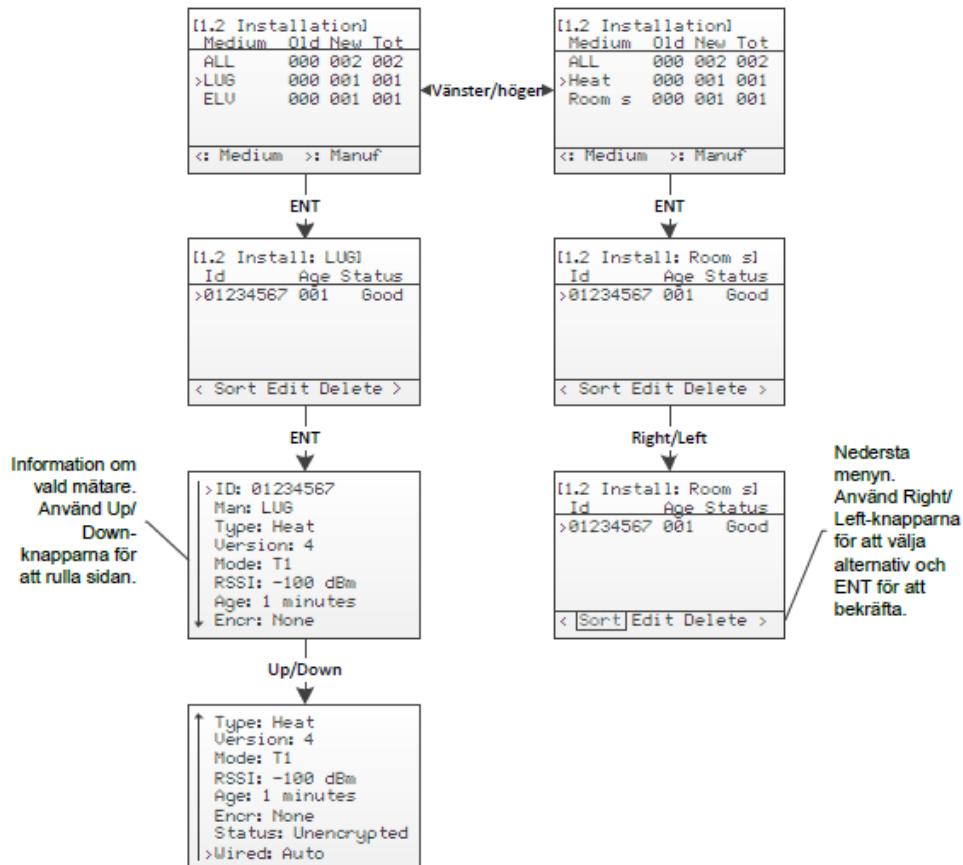 [1.2 Installation]
Medium Old New Tot
ALL 000 002 002
>LUG 000 001 001
ELV 000 001 001
<: Medium >: Manuf
Vänster/höger
[1.2 Installation]
Medium Old New Tot
ALL 000 002 002
>Heat 000 001 001
Room s 000 001 001
<: Medium >: Manuf
ENT
ENT
[1.2 Install: LUG]
Id Age Status
>01234567 001 Good
< Sort Edit Delete >
[1.2 Install: Room s]
Id Age Status
>01234567 001 Good
< Sort Edit Delete >
ENT
Right/Left
Information om
vald mätare.
Använd Up/
Down-
knapparna för
att rulla sidan.
>ID: 01234567
Man: LUG
Type: Heat
Version: 4
Mode: T1
RSSI: -100 dBm
Age: 1 minutes
Encr: None
[1.2 Install: Room s]
Id Age Status
>01234567 001 Good
< Sort Edit Delete >
Nedersta
menyn.
Använd Right/
Left-knapparna
för att välja
alternativ och
ENT för att
bekräfta.
Up/Down
Type: Heat
Version: 4
Mode: T1
RSSI: -100 dBm
Age: 1 minutes
Encr: None
Status: Unencrypted
>Wired: Auto